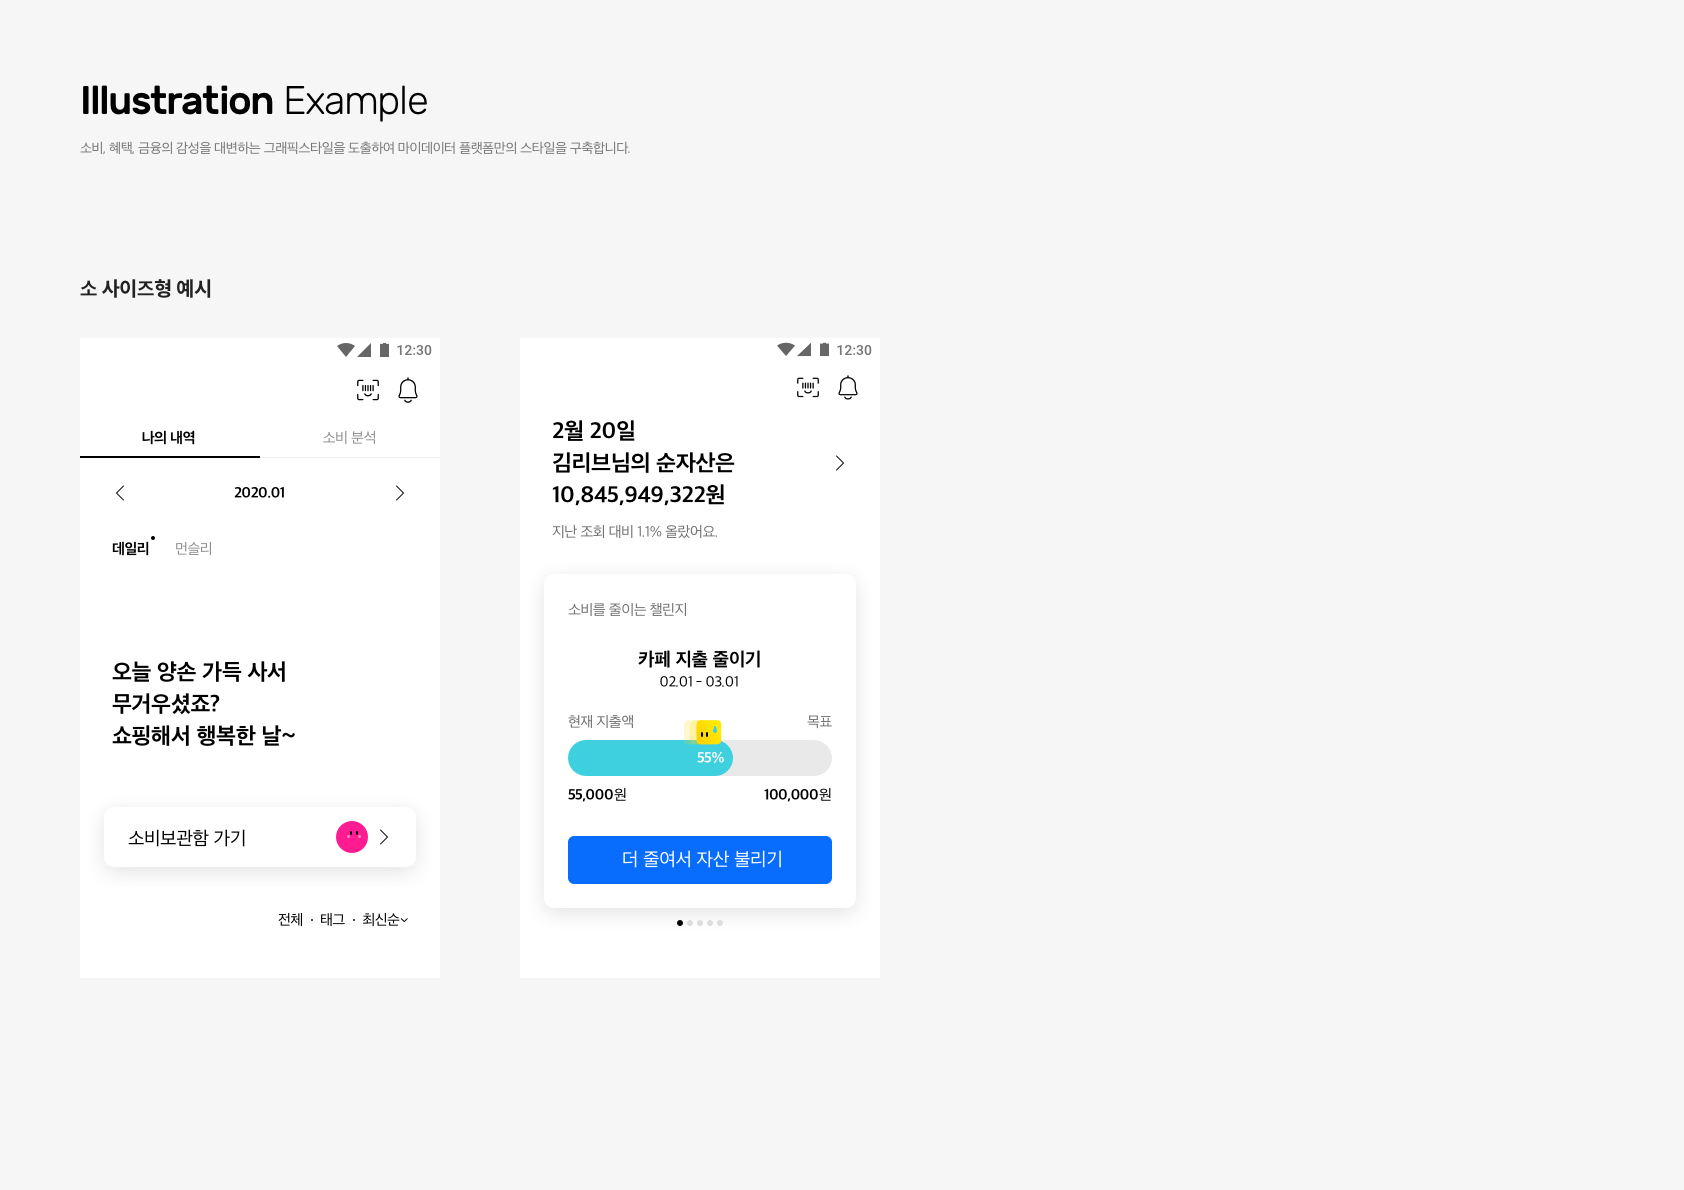 Illustration Example
소비, 혜택, 금융의 감성을 대변하는 그래픽스타일을 도출하여 마이데이터 플랫폼만의 스타일을 구축합니다.
소 사이즈형 예시
12:30
나의 내역 소비 분석
2020.01
데일리 먼슬리
오늘 양손 가득 사서
무거우셨죠?
쇼핑해서 행복한 날~
소비보관함 가기
전체 · 태그 · 최신순
12:30
2월 20일
김리브님의 순자산은
10,845,949,322원
지난 조회 대비 1.1% 올랐어요.
소비를 줄이는 챌린지
카페 지출 줄이기
02.01 - 03.01
현재 지출액 목표
55%
55,000원 100,000원
더 줄여서 자산 불리기